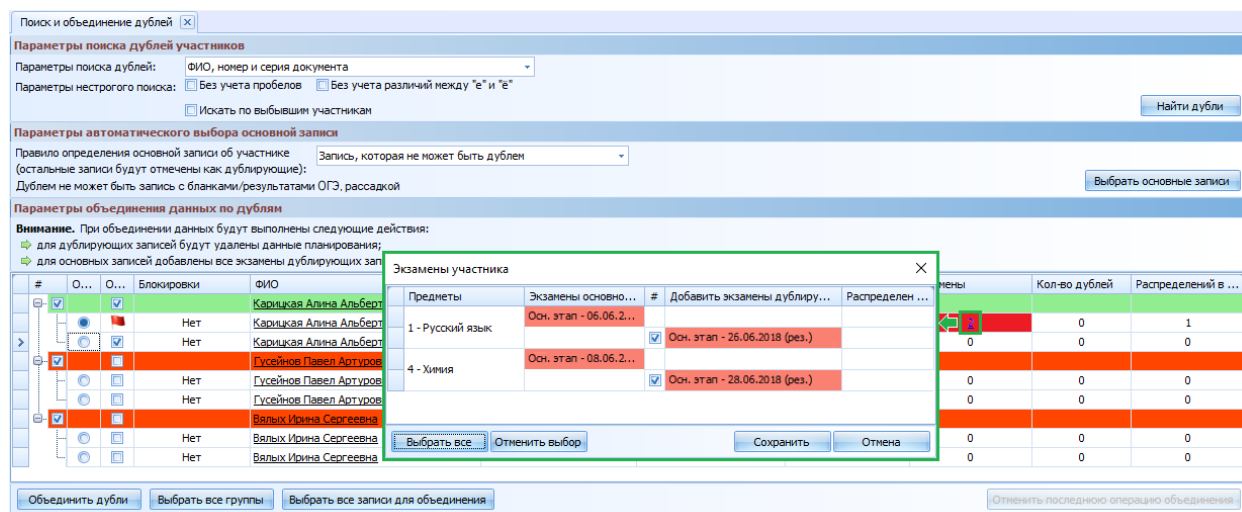 Поиск и объединение дублей
Параметры поиска дублей участников
Параметры поиска дублей: ФИО, номер и серия документа
Параметры нестрогого поиска: Без учета пробелов Без учета различий между "е" и "ё"
Искать по выбывшим участникам
Найти дубли
Параметры автоматического выбора основной записи
Правило определения основной записи об участнике Запись, которая не может быть дублем
(остальные записи будут отмечены как дублирующие):
Дублем не может быть запись с бланками/результатами ОГЭ, рассадкой
Выбрать основные записи
Параметры объединения данных по дублям
Внимание. При объединении данных будут выполнены следующие действия:
для дублирующих записей будут удалены данные планирования;
для основных записей добавлены все экзамены дублирующих зап
# О... О... Блокировки ФИО мены Кол-во дублей Распределений в ...
Карицкая Алина Альберт
Нет Карицкая Алина Альберт 2 0 1
Нет Карицкая Алина Альберт 0 0 0
Гусейнов Павел Артуров
Нет Гусейнов Павел Артуров 0 0 0
Нет Гусейнов Павел Артуров 0 0 0
Вялых Ирина Сергеевна
Нет Вялых Ирина Сергеевна 0 0 0
Нет Вялых Ирина Сергеевна 0 0 0
Экзамены участника
Предметы Экзамены основно... # Добавить экзамены дублиру... Распределен ...
1 - Русский язык Осн. этап - 06.06.2...
Осн. этап - 26.06.2018 (рез.)
4 - Химия Осн. этап - 08.06.2...
Осн. этап - 28.06.2018 (рез.)
Выбрать все Отменить выбор Сохранить Отмена
Объединить дубли Выбрать все группы Выбрать все записи для объединения Отменить последнюю операцию объединения